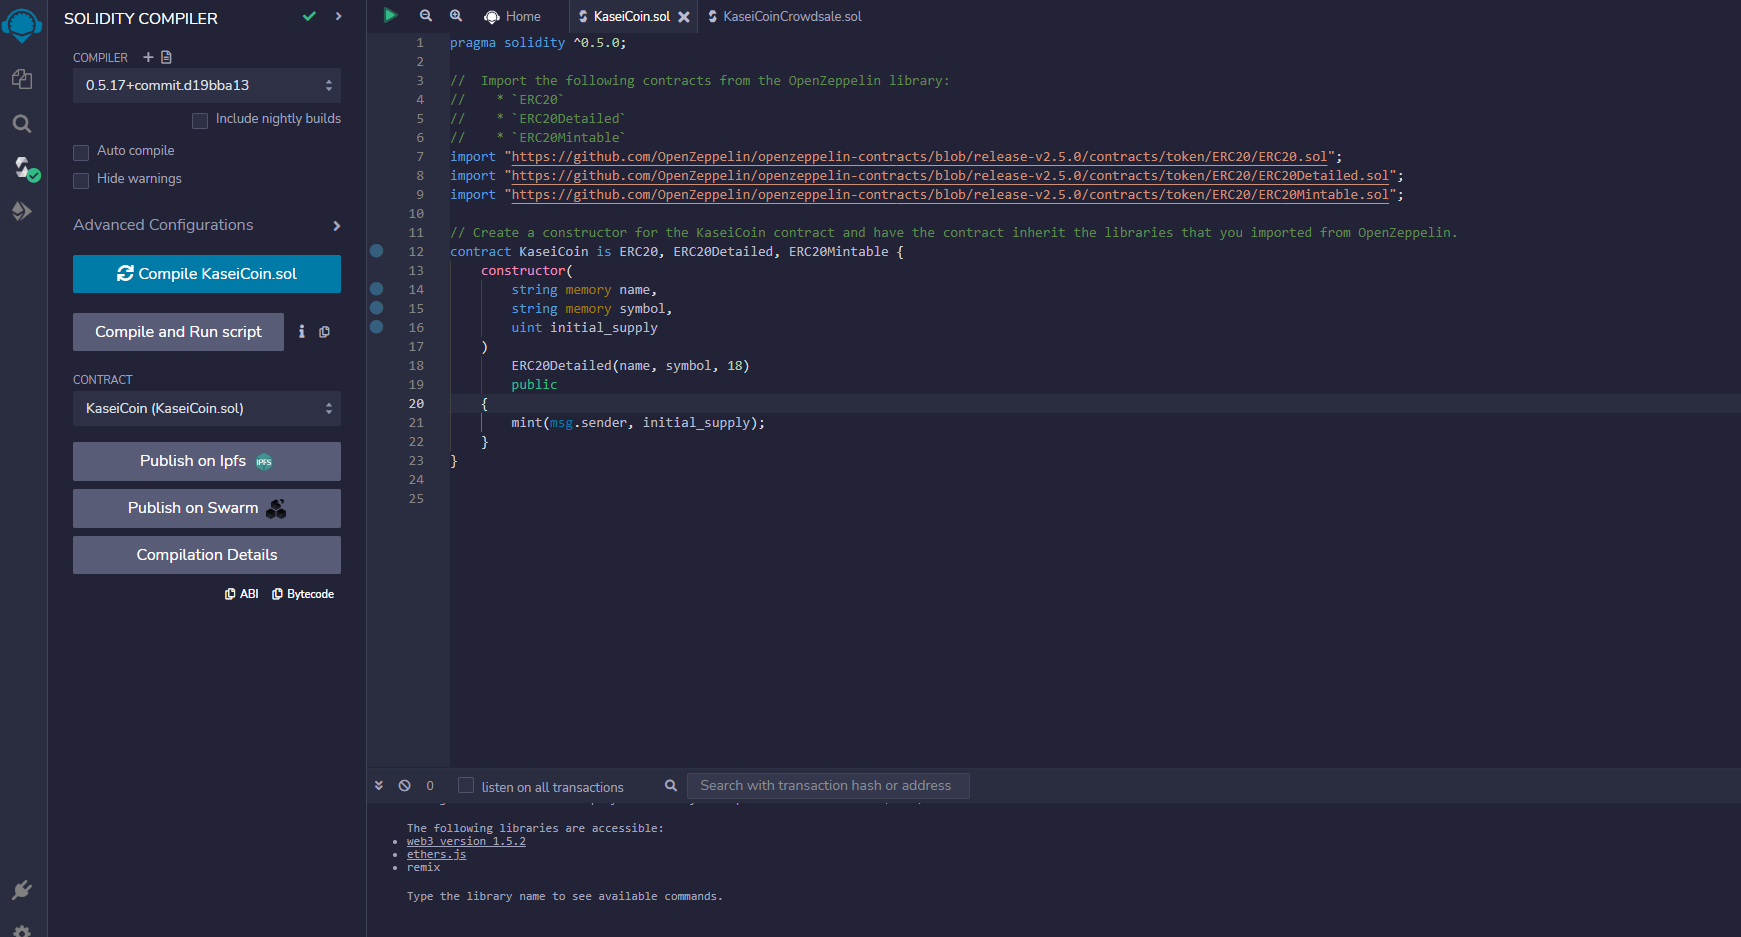 SOLIDITY COMPILER
COMPILER
0.5.17+commit.d19bba13
Include nightly builds
Auto compile
Hide warnings
Advanced Configurations
Compile KaseiCoin.sol
Compile and Run script
CONTRACT
KaseiCoin (KaseiCoin.sol)
Publish on Ipfs
IPFS
Publish on Swarm
Compilation Details
ABI Bytecode
Home KaseiCoin.sol KaseiCoinCrowdsale.sol
1 pragma solidity ^0.5.0;
2
3 //  Import the following contracts from the OpenZeppelin library:
4 //    * `ERC20`
5 //    * `ERC20Detailed`
6 //    * `ERC20Mintable`
7 import "https://github.com/OpenZeppelin/openzeppelin-contracts/blob/release-v2.5.0/contracts/token/ERC20/ERC20.sol";
8 import "https://github.com/OpenZeppelin/openzeppelin-contracts/blob/release-v2.5.0/contracts/token/ERC20/ERC20Detailed.sol";
9 import "https://github.com/OpenZeppelin/openzeppelin-contracts/blob/release-v2.5.0/contracts/token/ERC20/ERC20Mintable.sol";
10
11 // Create a constructor for the KaseiCoin contract and have the contract inherit the libraries that you imported from OpenZeppelin.
12 contract KaseiCoin is ERC20, ERC20Detailed, ERC20Mintable {
13     constructor(
14         string memory name,
15         string memory symbol,
16         uint initial_supply
17     )
18         ERC20Detailed(name, symbol, 18)
19         public
20     {
21         mint(msg.sender, initial_supply);
22     }
23 }
24
25
0 listen on all transactions Search with transaction hash or address
The following libraries are accessible:
• web3 version 1.5.2
• ethers.js
• remix
Type the library name to see available commands.